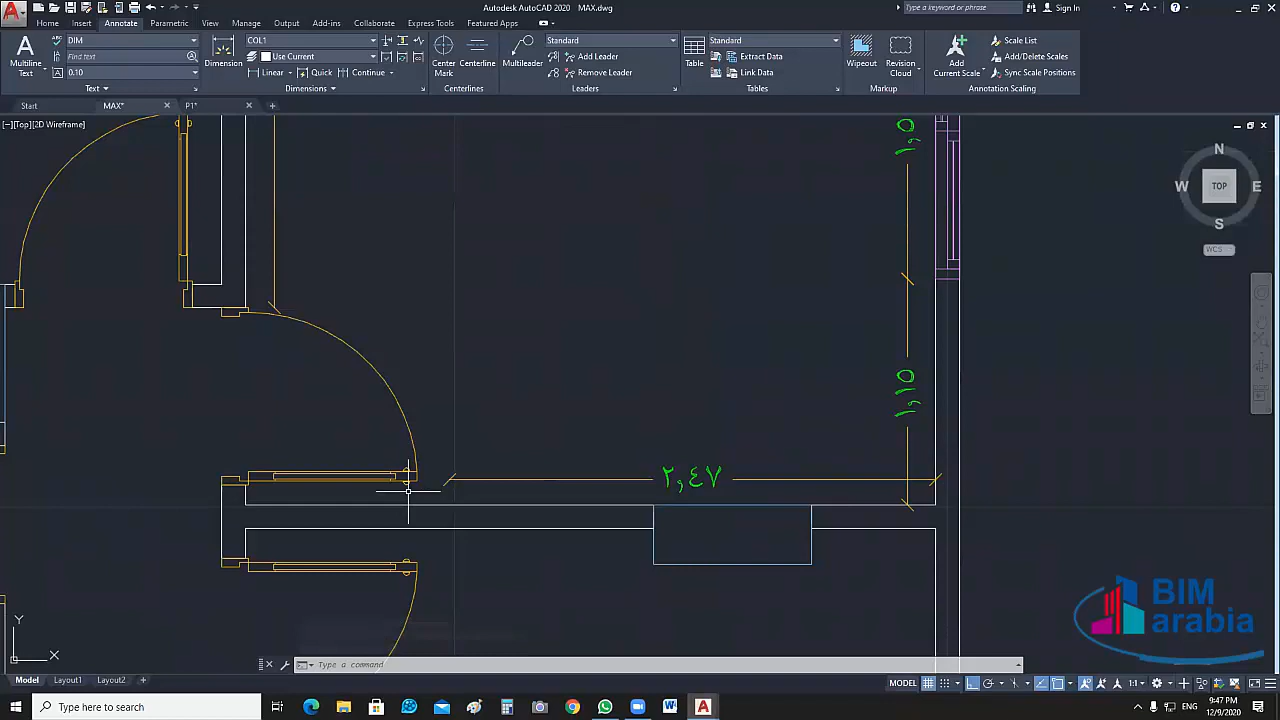 Autodesk AutoCAD 2020 MAX.dwg
Type a keyword or phrase
Sign In
Home Insert Annotate Parametric View Manage Output Add-ins Collaborate Express Tools Featured Apps
DIM
Find text
0.10
Multiline
Text
Text
Dimension
COL1
Use Current
Linear Quick Continue
Dimensions
Center
Mark
Centerline
Centerlines
Multileader
Standard
Add Leader
Remove Leader
Leaders
Table
Standard
Extract Data
Link Data
Tables
Wipeout
Revision
Cloud
Markup
Add
Current Scale
Scale List
Add/Delete Scales
Sync Scale Positions
Annotation Scaling
Start MAX* P1*
[−][Top][2D Wireframe]
N
W TOP E
S
WCS
١,٥١
٢,٤٧
Y
X
BIM
arabia
Type a command
Model Layout1 Layout2
MODEL
1:1
Type here to search
9:47 PM
12/9/2020